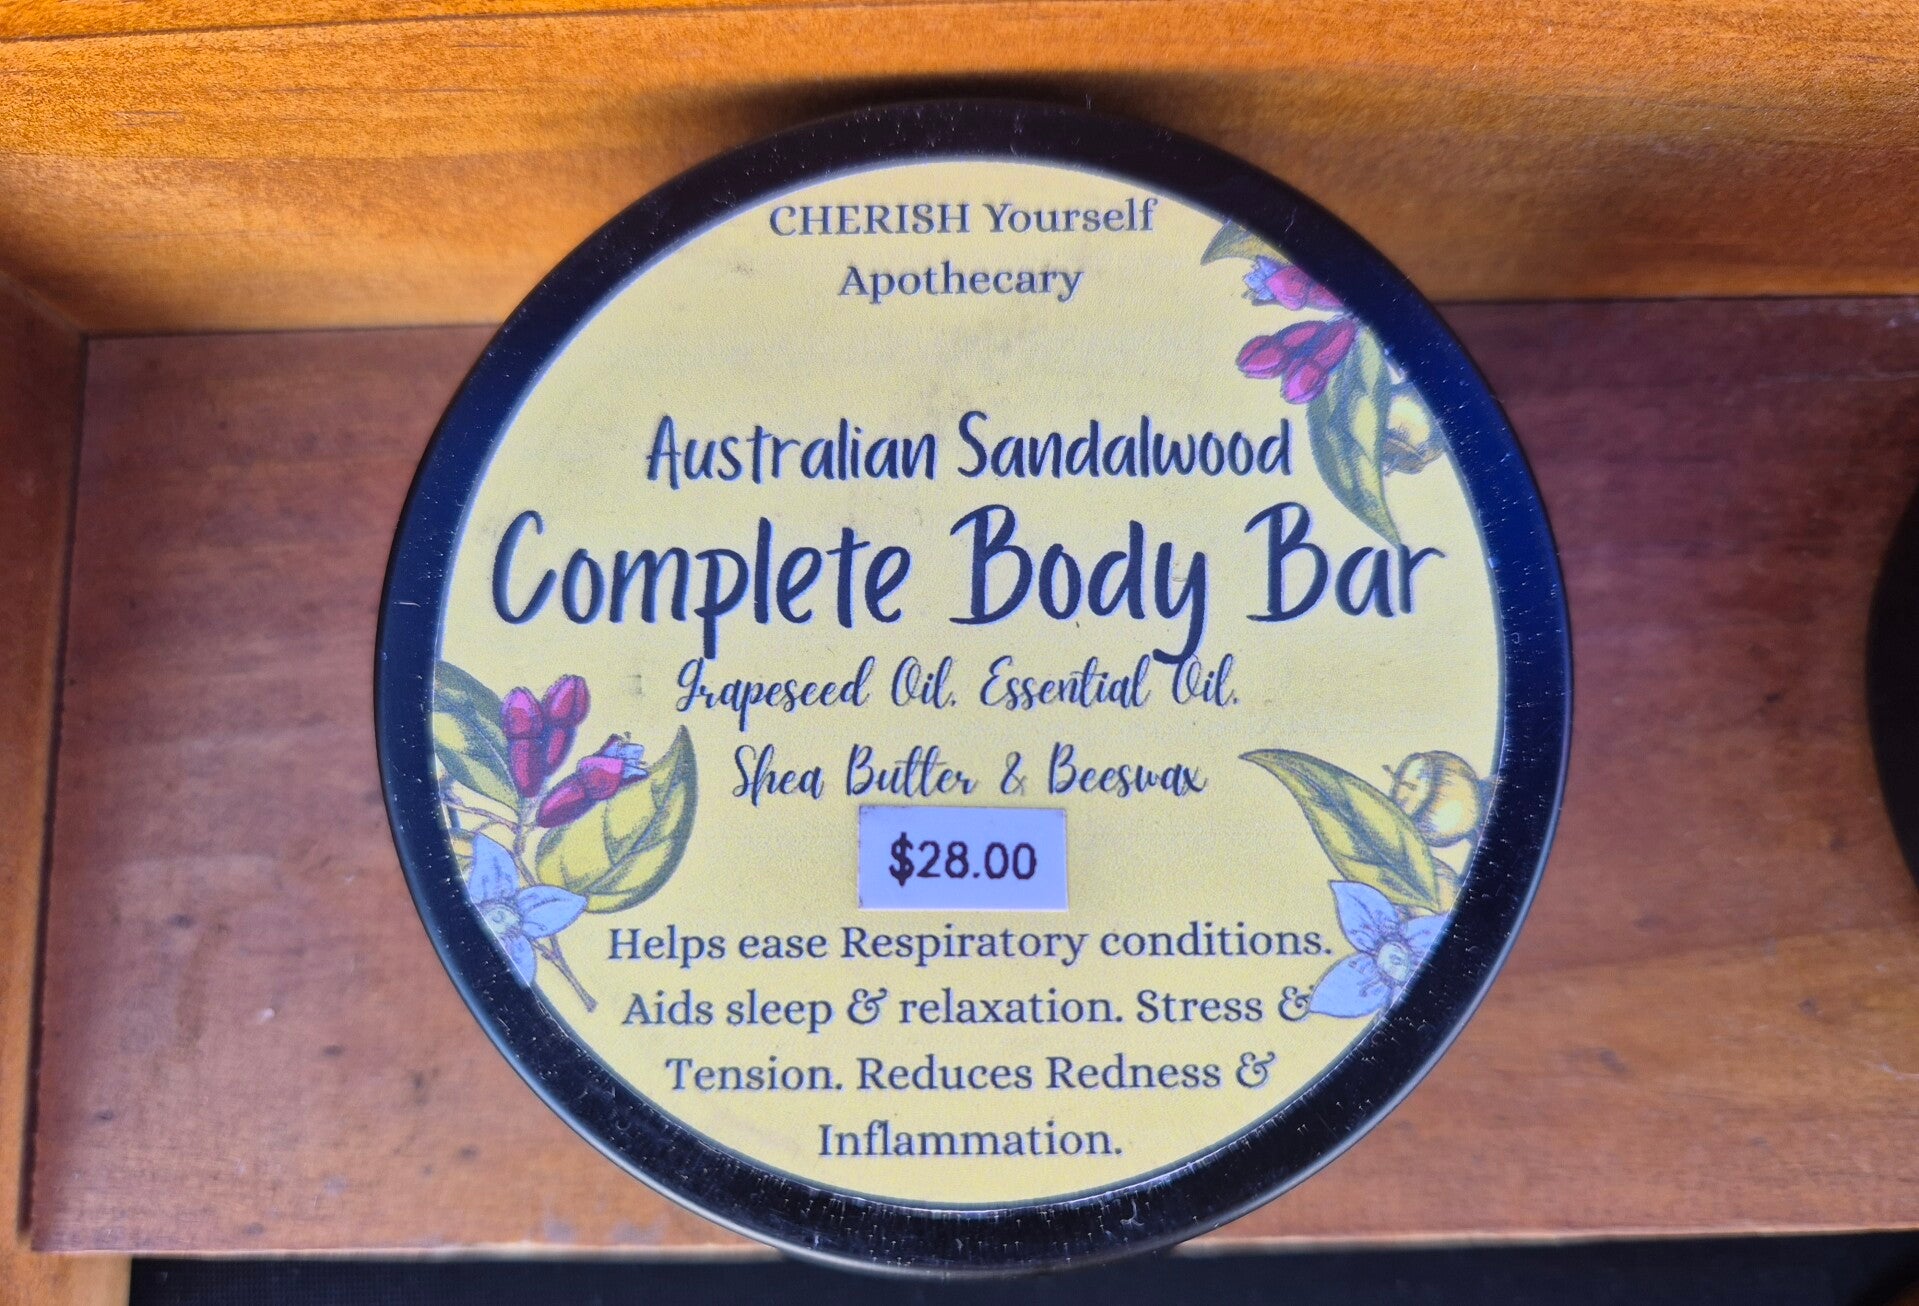 CHERISH Yourself
Apothecary
Australian Sandalwood
Complete Body Bar
Grapeseed Oil. Essential Oil.
Shea Butter & Beeswax
$28.00
Helps ease Respiratory conditions.
Aids sleep & relaxation. Stress &
Tension. Reduces Redness &
Inflammation.